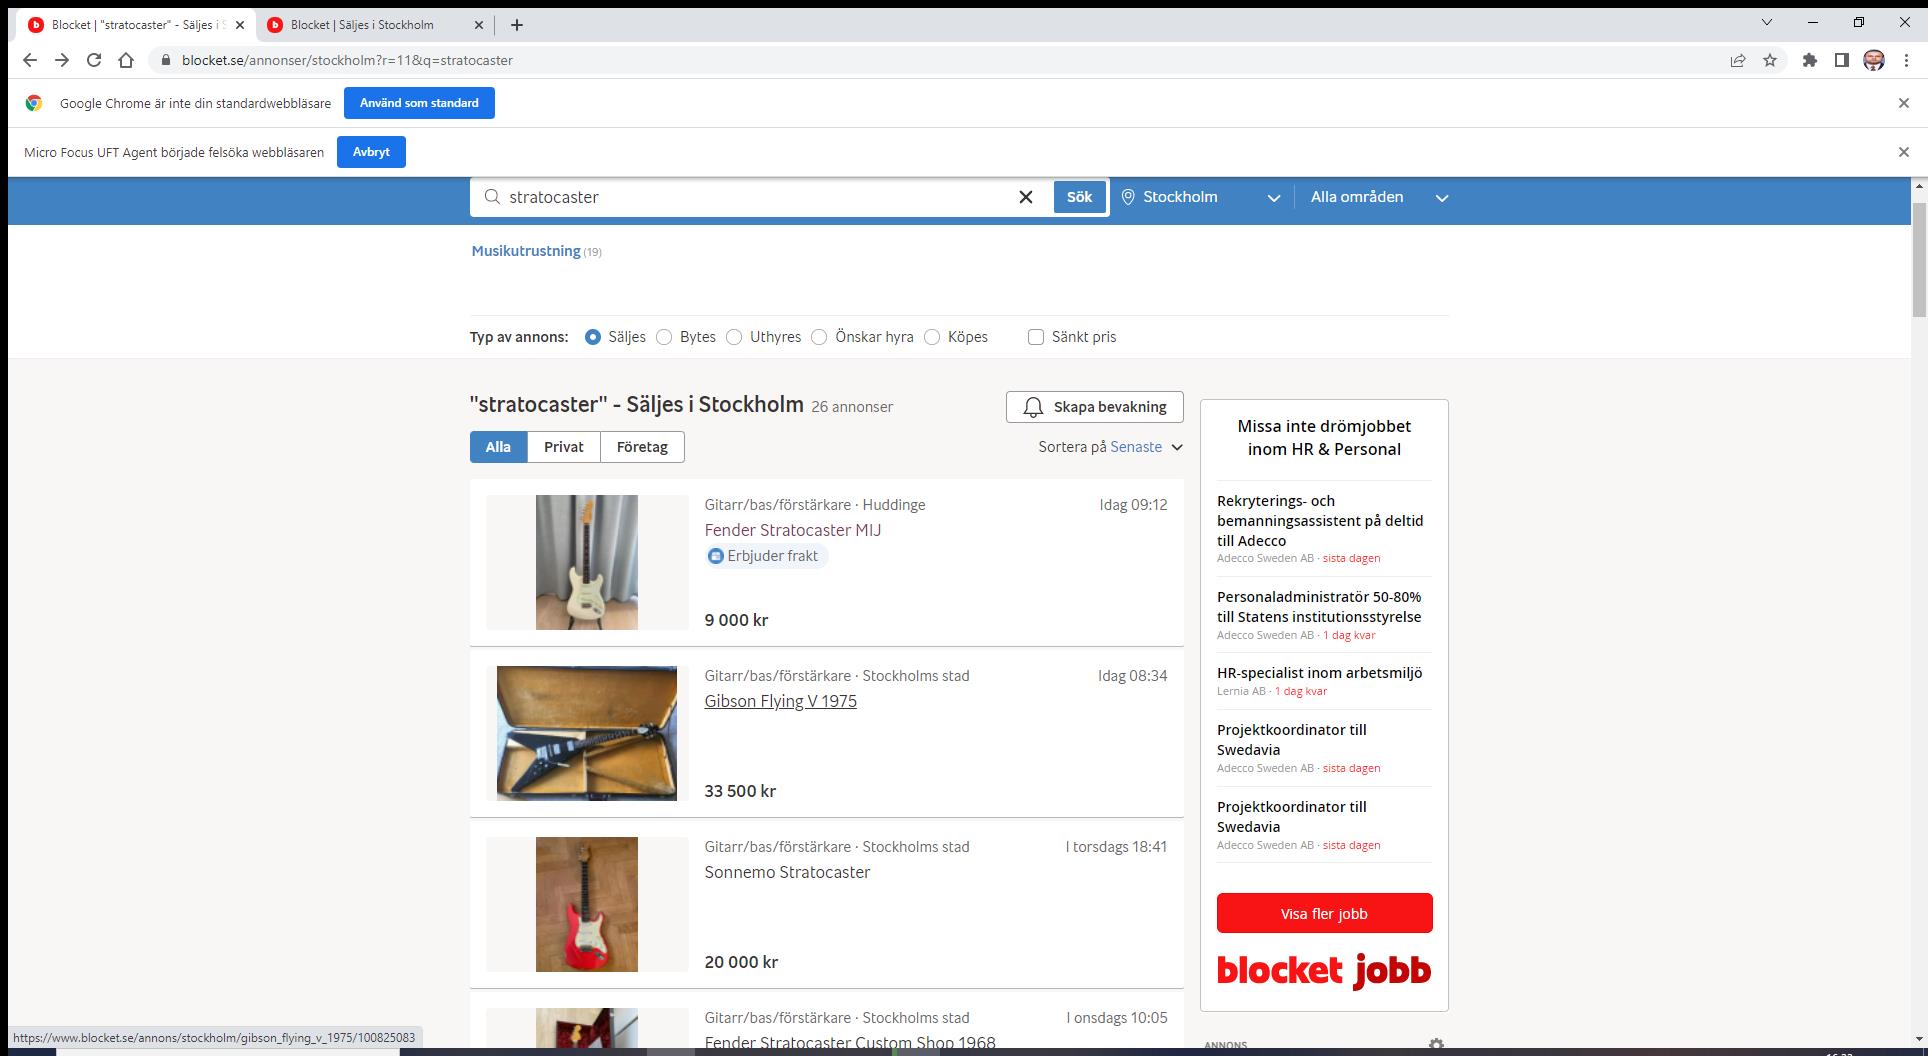 Blocket | "stratocaster" - Säljes i S
Blocket | Säljes i Stockholm
blocket.se/annonser/stockholm?r=11&q=stratocaster
Google Chrome är inte din standardwebbläsare
Använd som standard
Micro Focus UFT Agent började felsöka webbläsaren
Avbryt
stratocaster
Sök
Stockholm
Alla områden
Musikutrustning (19)
Typ av annons: Säljes Bytes Uthyres Önskar hyra Köpes Sänkt pris
"stratocaster" - Säljes i Stockholm 26 annonser
Skapa bevakning
Alla Privat Företag
Sortera på Senaste
Gitarr/bas/förstärkare · Huddinge
Idag 09:12
Fender Stratocaster MIJ
Erbjuder frakt
9 000 kr
Gitarr/bas/förstärkare · Stockholms stad
Idag 08:34
Gibson Flying V 1975
33 500 kr
Gitarr/bas/förstärkare · Stockholms stad
I torsdags 18:41
Sonnemo Stratocaster
20 000 kr
Gitarr/bas/förstärkare · Stockholms stad
I onsdags 10:05
Fender Stratocaster Custom Shop 1968
Missa inte drömjobbet
inom HR & Personal
Rekryterings- och
bemanningsassistent på deltid
till Adecco
Adecco Sweden AB · sista dagen
Personaladministratör 50-80%
till Statens institutionsstyrelse
Adecco Sweden AB · 1 dag kvar
HR-specialist inom arbetsmiljö
Lernia AB · 1 dag kvar
Projektkoordinator till
Swedavia
Adecco Sweden AB · sista dagen
Projektkoordinator till
Swedavia
Adecco Sweden AB · sista dagen
Visa fler jobb
blocket jobb
ANNONS
https://www.blocket.se/annons/stockholm/gibson_flying_v_1975/100825083